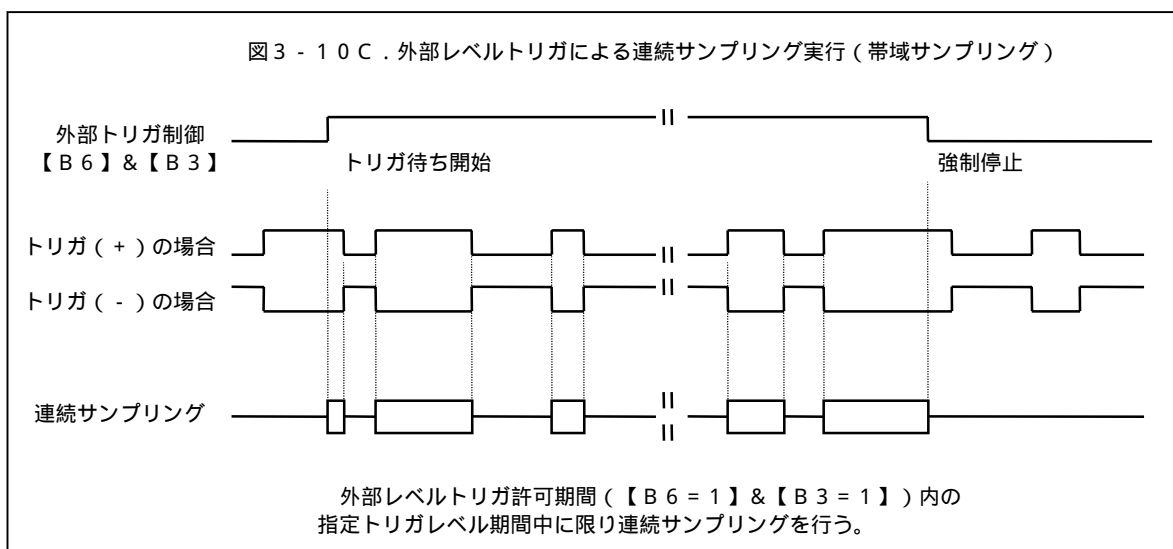 図3-10C.外部レベルトリガによる連続サンプリング実行(帯域サンプリング)
外部トリガ制御
【B6】&【B3】
トリガ待ち開始
強制停止
トリガ(+)の場合
トリガ(-)の場合
連続サンプリング
外部レベルトリガ許可期間(【B6=1】&【B3=1】)内の
指定トリガレベル期間中に限り連続サンプリングを行う。